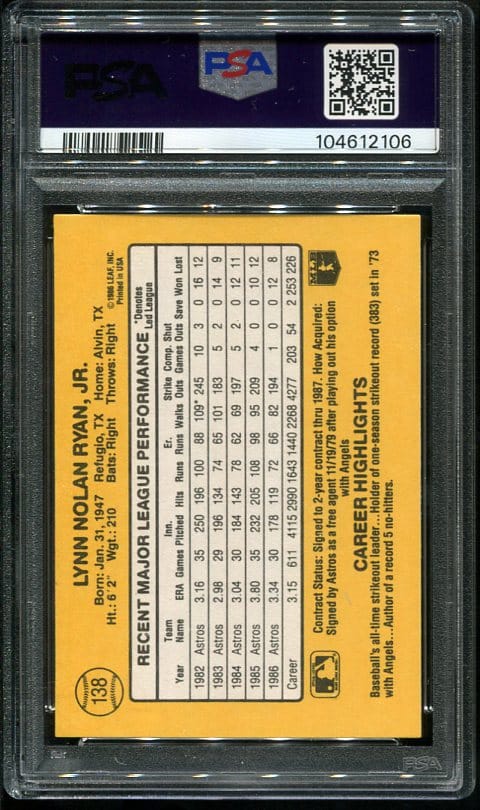 PSA
PSA
104612106
138
LYNN NOLAN RYAN, JR.
Born: Jan. 31, 1947 Refugio, TX Home: Alvin, TX
Ht.: 6'2" Wgt.: 210 Bats: Right Throws: Right
©1986 LEAF, INC.
Printed in USA
RECENT MAJOR LEAGUE PERFORMANCE *Denotes Led League
Year Team Name ERA Games Inn. Pitched Hits Runs Er. Runs Walks Strike Outs Comp. Games Shut Outs Save Won Lost
1982 Astros 3.16 35 250 196 100 88 109* 245 10 3 0 16 12
1983 Astros 2.98 29 196 134 74 65 101 183 5 2 0 14 9
1984 Astros 3.04 30 184 143 78 62 69 197 5 2 0 12 11
1985 Astros 3.80 35 232 205 108 98 95 209 4 0 0 10 12
1986 Astros 3.34 30 178 119 72 66 82 194 1 0 0 12 8
Career 3.15 611 4115 2990 1643 1440 2268 4277 203 54 2 253 226
Contract Status: Signed to 2-year contract thru 1987. How Acquired:
Signed by Astros as a free agent 11/19/79 after playing out his option
with Angels
CAREER HIGHLIGHTS
Baseball's all-time strikeout leader...Holder of one-season strikeout record (383) set in '73
with Angels...Author of a record 5 no-hitters.
PSA